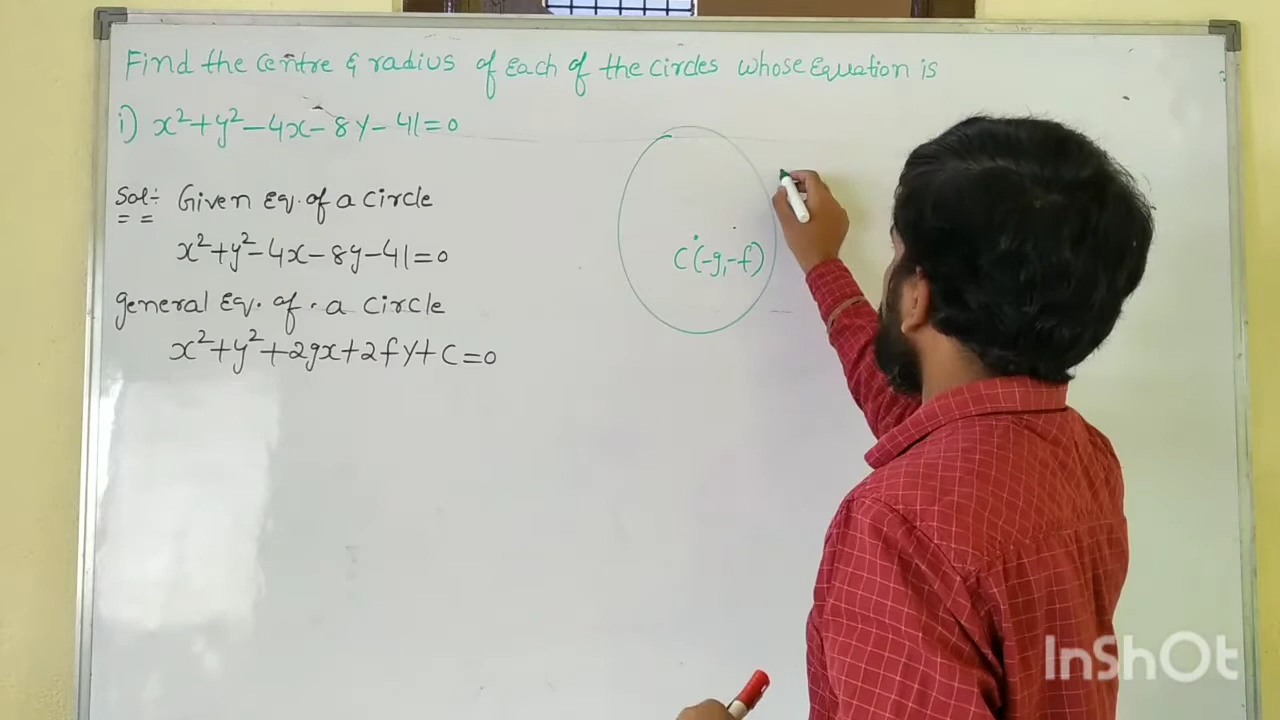 Find the centre & radius of each of the circles whose Equation is
i) x²+y²-4x-8y-41=0
Sol:- Given Eq. of a circle
x²+y²-4x-8y-41=0
general Eq. of a circle
x²+y²+2gx+2fy+c=0
C(-g,-f)
InShOt